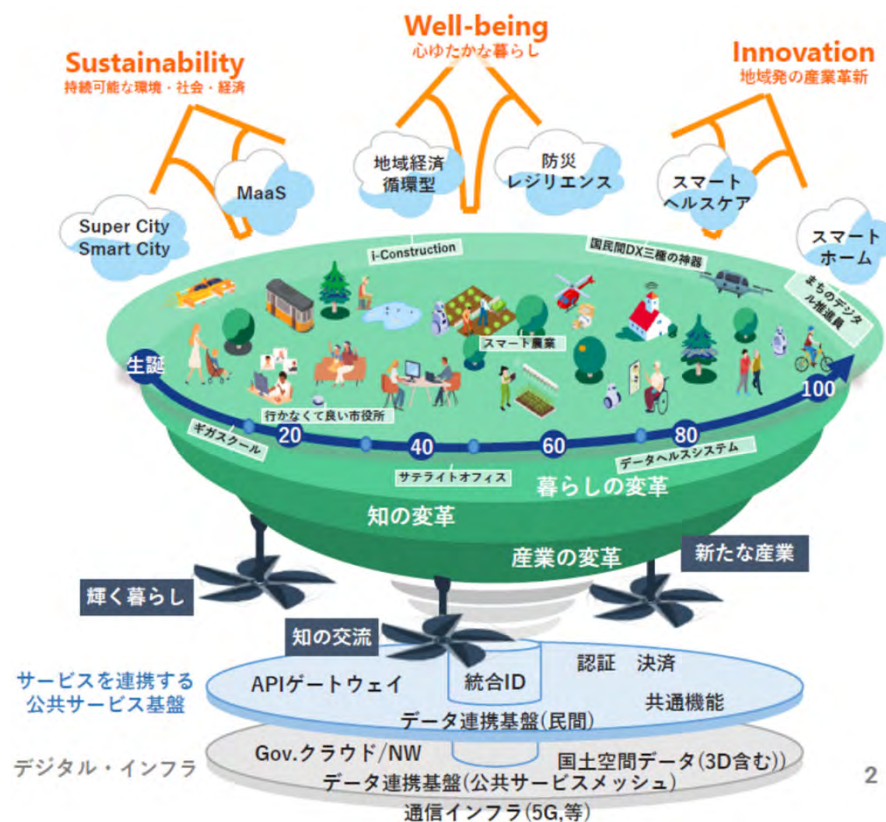 Well-being
心ゆたかな暮らし
Sustainability
持続可能な環境・社会・経済
Innovation
地域発の産業革新
Super City
Smart City
MaaS
地域経済
循環型
防災
レジリエンス
スマート
ヘルスケア
スマート
ホーム
i-Construction
国民間DX三種の神器
まちのデジタ
ル推進員
スマート農業
生誕
行かなくて良い市役所
ギガスクール
20
40
60
80
100
サテライトオフィス
データヘルスシステム
暮らしの変革
知の変革
産業の変革
輝く暮らし
知の交流
新たな産業
サービスを連携する
公共サービス基盤
APIゲートウェイ
統合ID
認証 決済
共通機能
データ連携基盤(民間)
デジタル・インフラ
Gov.クラウド/NW
国土空間データ(3D含む))
データ連携基盤(公共サービスメッシュ)
通信インフラ(5G,等)
2